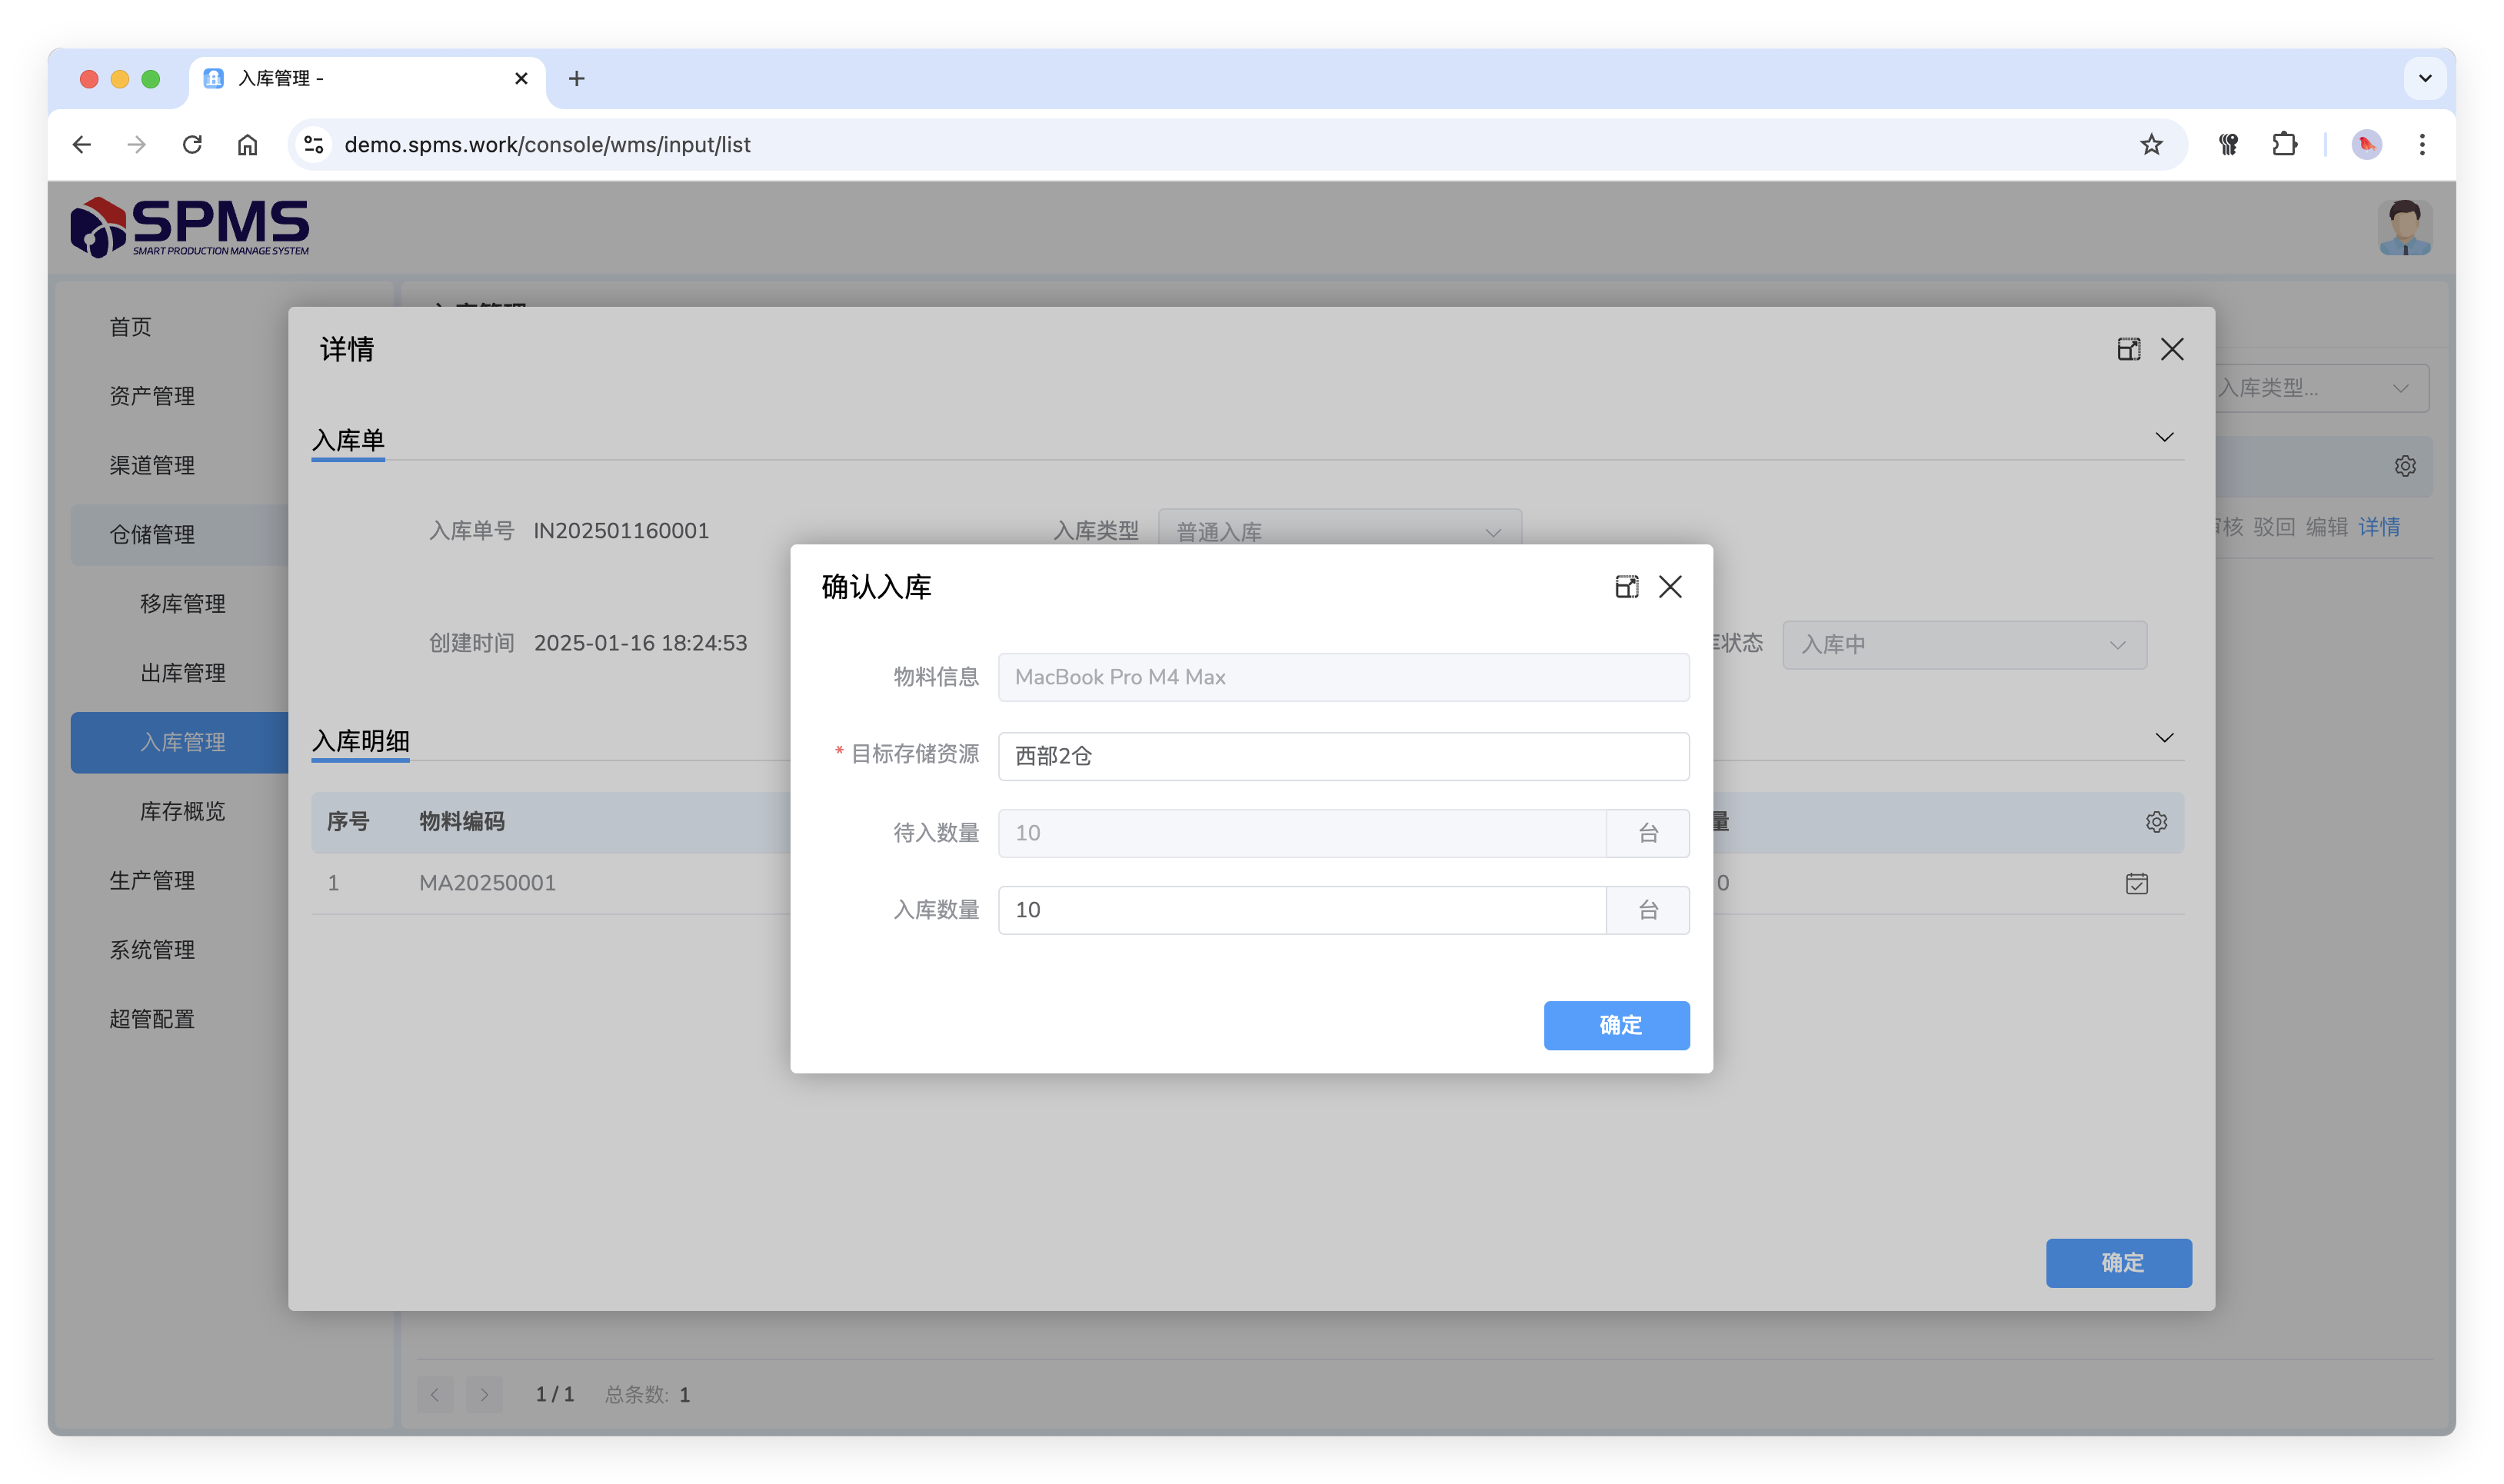 入库管理 -
demo.spms.work/console/wms/input/list
SPMS
SMART PRODUCTION MANAGE SYSTEM
首页
资产管理
渠道管理
仓储管理
移库管理
出库管理
入库管理
库存概览
生产管理
系统管理
超管配置
入库管理
入库类型...
审核 驳回 编辑 详情
详情
入库单
入库单号 IN202501160001
入库类型 普通入库
创建时间 2025-01-16 18:24:53
库状态 入库中
入库明细
序号 物料编码 量
1 MA20250001 0
确定
确认入库
物料信息 MacBook Pro M4 Max
* 目标存储资源 西部2仓
待入数量 10 台
入库数量 10 台
确定
1 / 1 总条数: 1